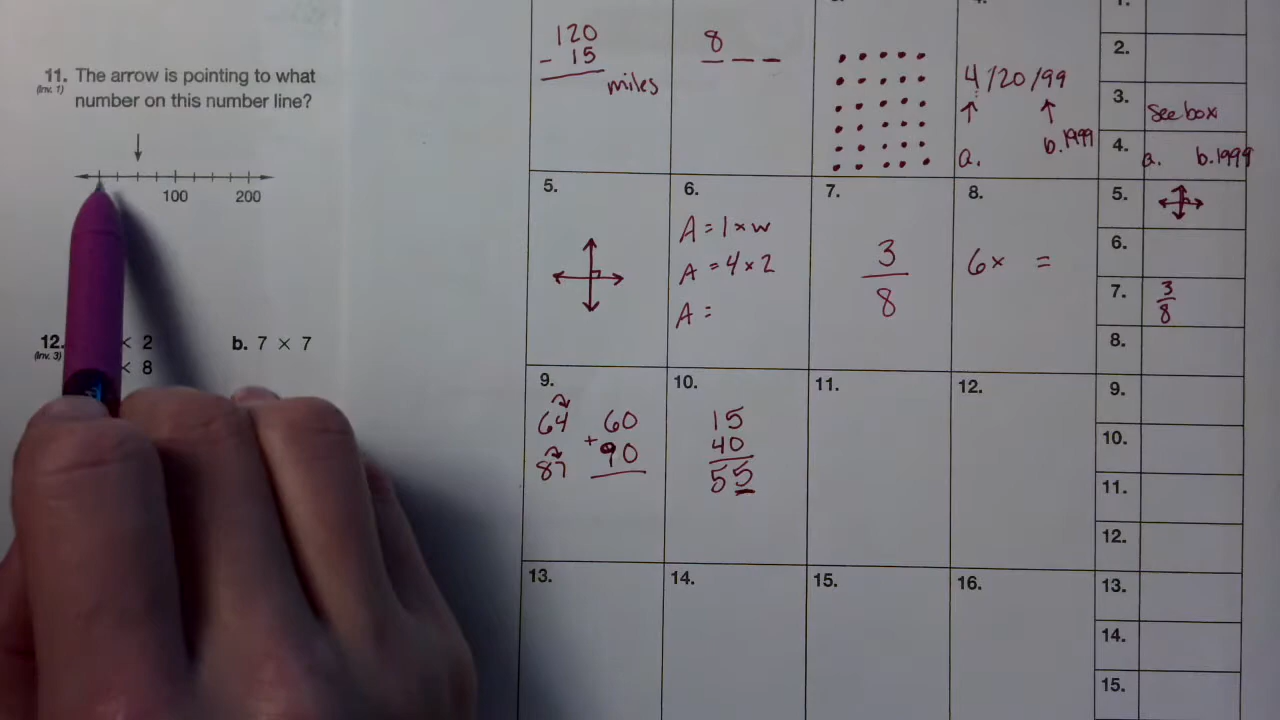 11. The arrow is pointing to what
(Inv. 1) number on this number line?
100 200
12. < 2 b. 7 × 7
(Inv. 3) < 8
120
- 15
miles
8 _ _ _
4/20/99
a. b. 1999
5.
6.
A = l × w
A = 4 × 2
A =
7.
3
8
8.
6× =
9.
64 60
87 + 90
10.
15
40
55
11.
12.
13.
14.
15.
16.
2.
3. see box
4. a. b. 1999
5.
6.
7. 3
8
8.
9.
10.
11.
12.
13.
14.
15.